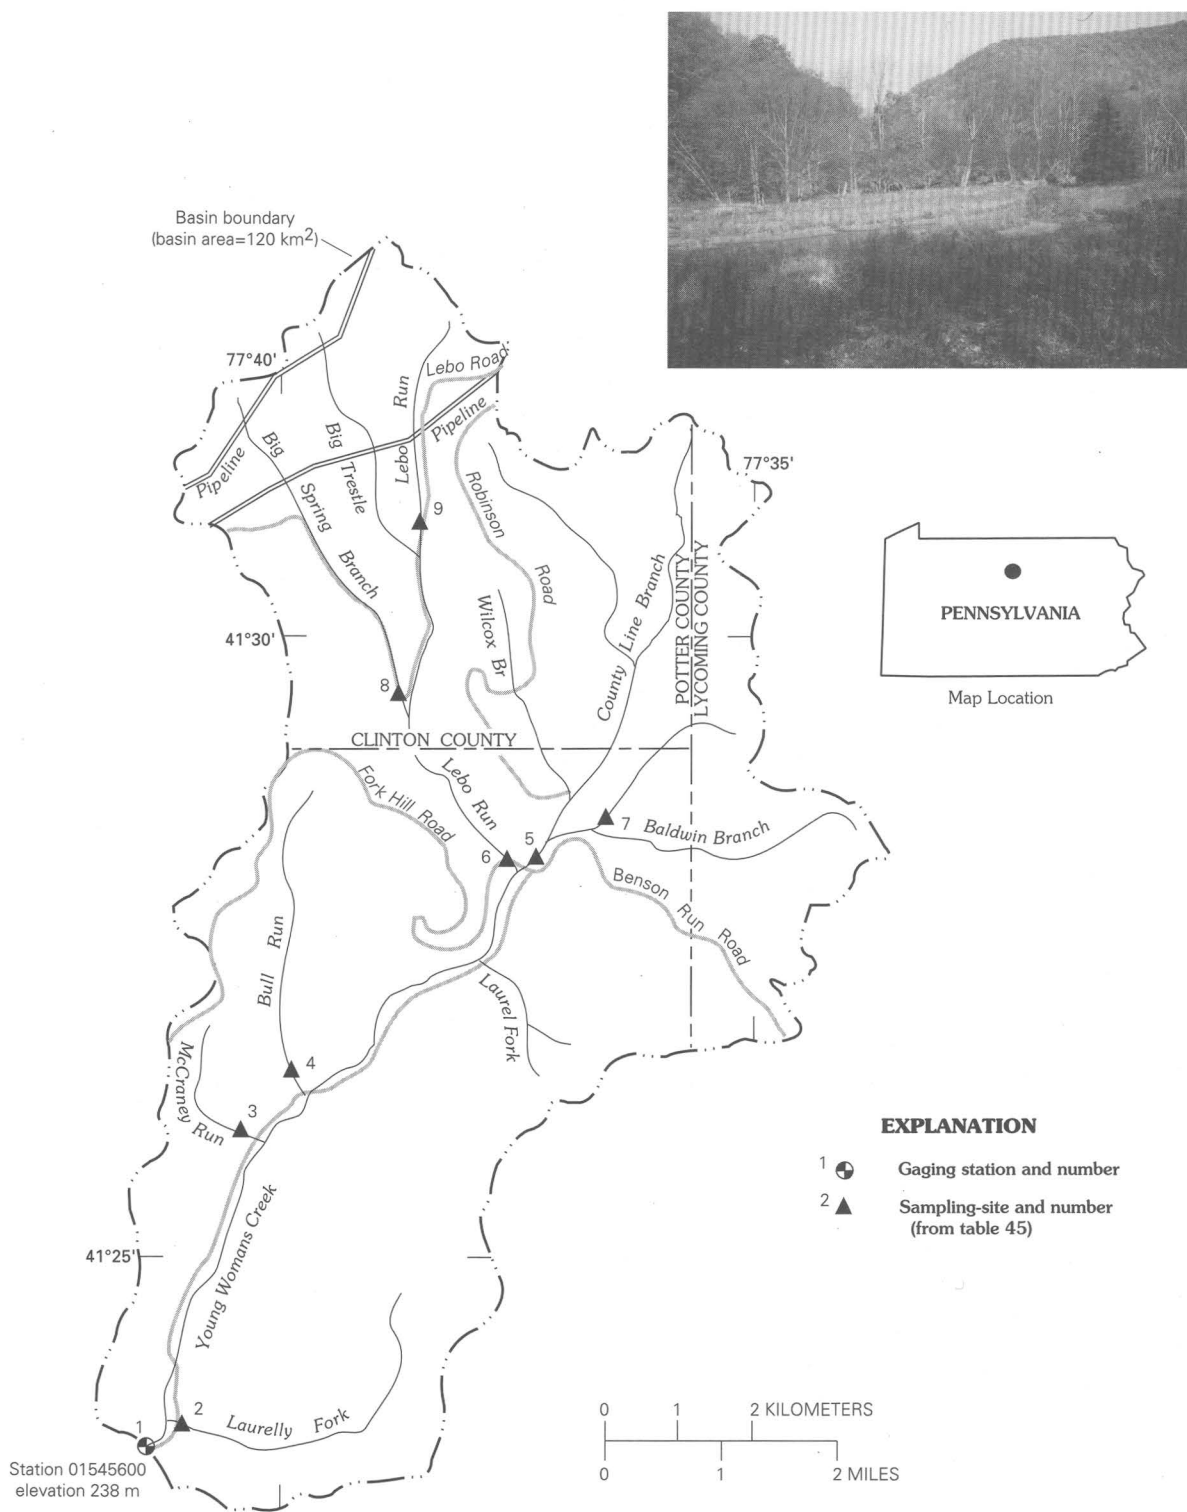 Basin boundary
(basin area=120 km2)
77°40'
Lebo Road
Run
Lebo
Pipeline
Pipeline
Big
Spring
Branch
Big
Trestle
Robinson
Road
77°35'
9
41°30'
Wilcox Br
County Line Branch
POTTER COUNTY
LYCOMING COUNTY
PENNSYLVANIA
Map Location
8
CLINTON COUNTY
Fork Hill Road
Lebo Run
7
Baldwin Branch
5
6
Benson Run Road
Bull Run
Laurel Fork
McCraney Run
4
3
EXPLANATION
1 Gaging station and number
2 Sampling-site and number
(from table 45)
41°25'
Young Womans Creek
2
1
Laurelly Fork
Station 01545600
elevation 238 m
0 1 2 KILOMETERS
0 1 2 MILES